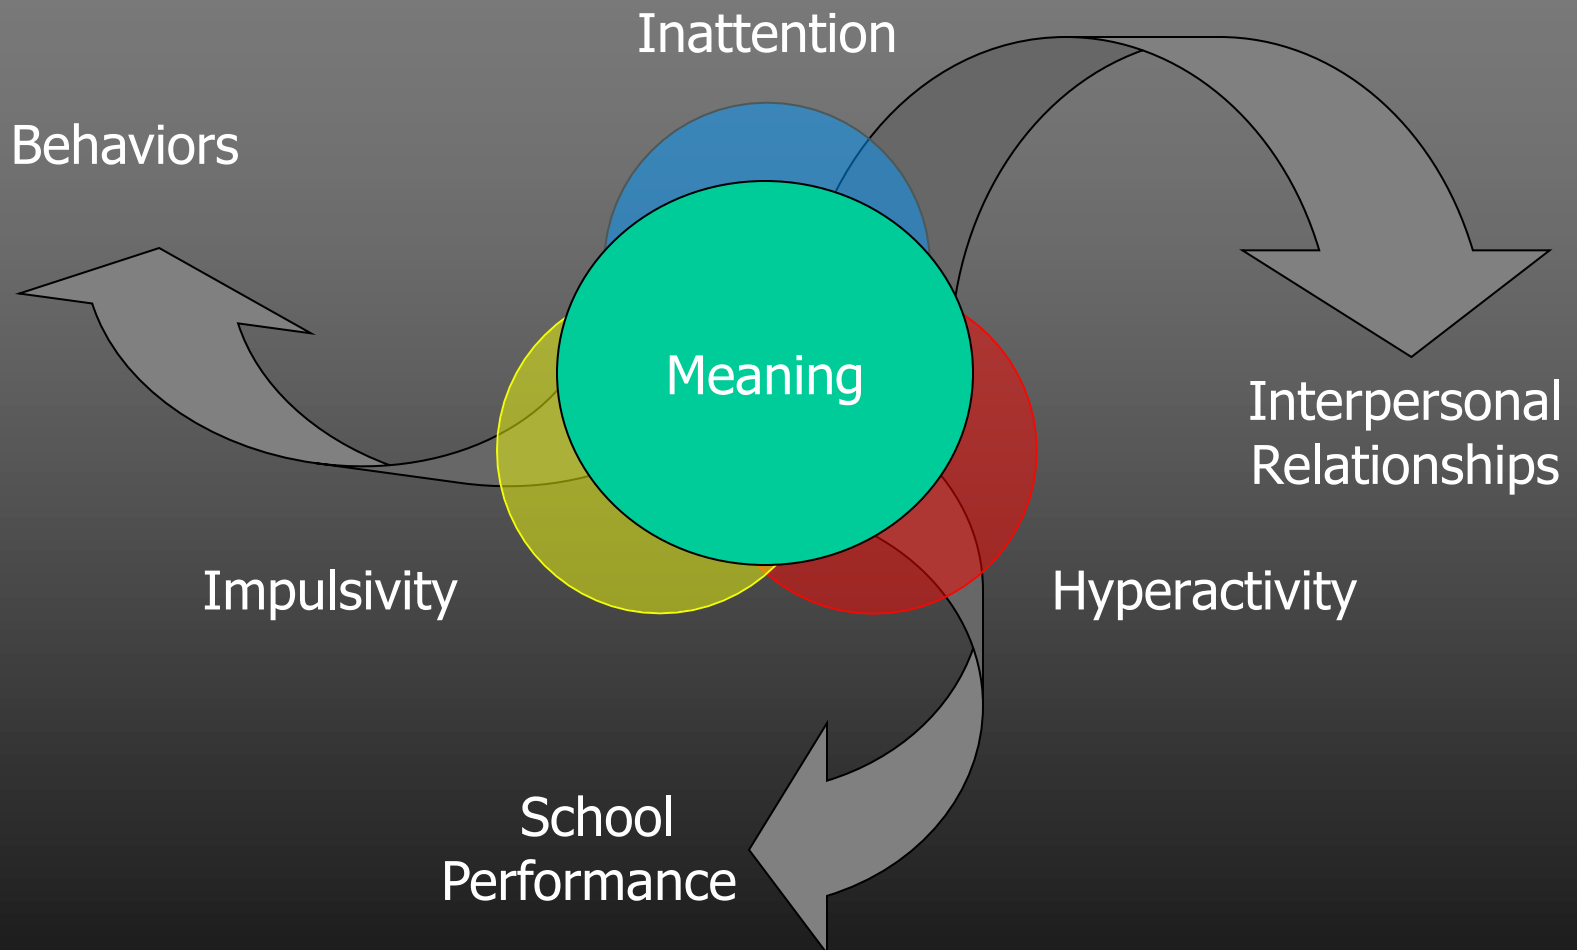 Inattention
Behaviors
Meaning
Interpersonal
Relationships
Impulsivity
Hyperactivity
School
Performance